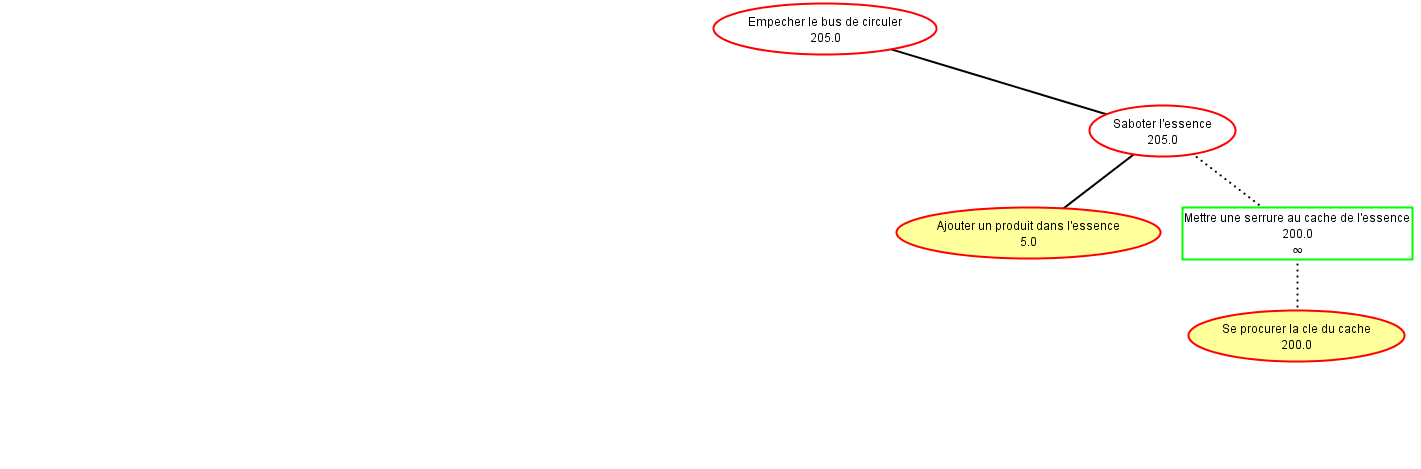 Empecher le bus de circuler
205.0
Saboter l'essence
205.0
Ajouter un produit dans l'essence
5.0
Mettre une serrure au cache de l'essence
200.0
∞
Se procurer la cle du cache
200.0